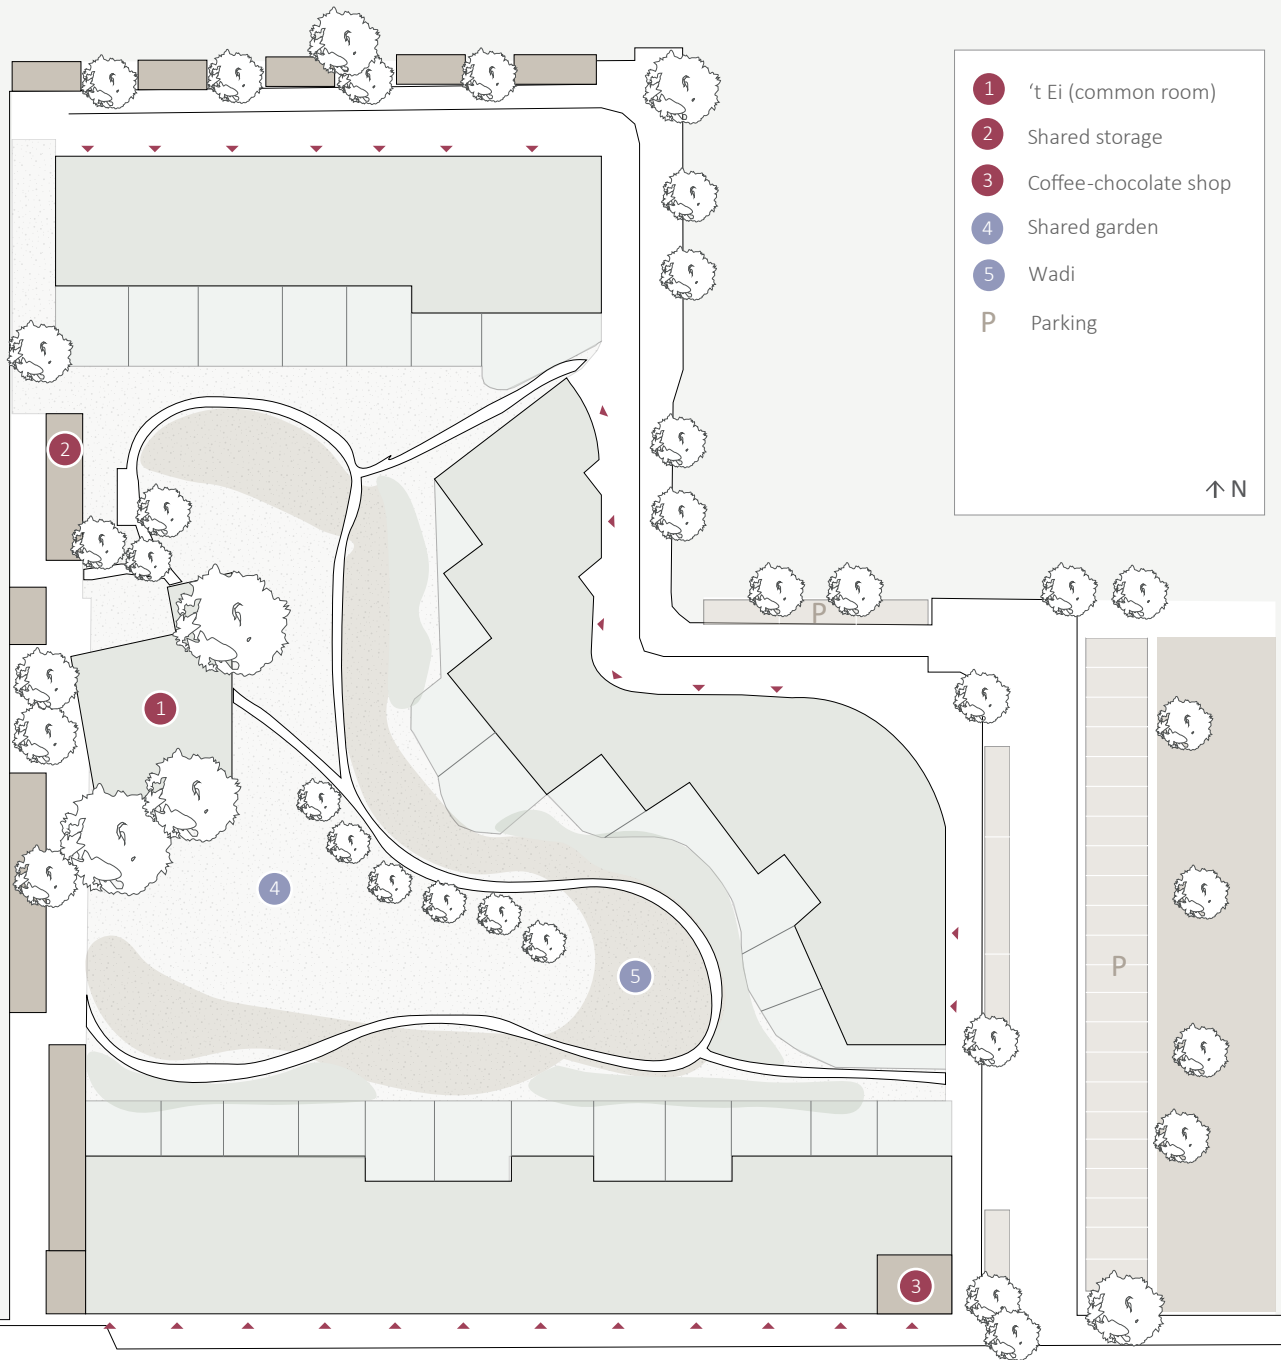 1 ‘t Ei (common room)
2 Shared storage
3 Coffee-chocolate shop
4 Shared garden
5 Wadi
P Parking
N
2
P
1
4
P
5
3